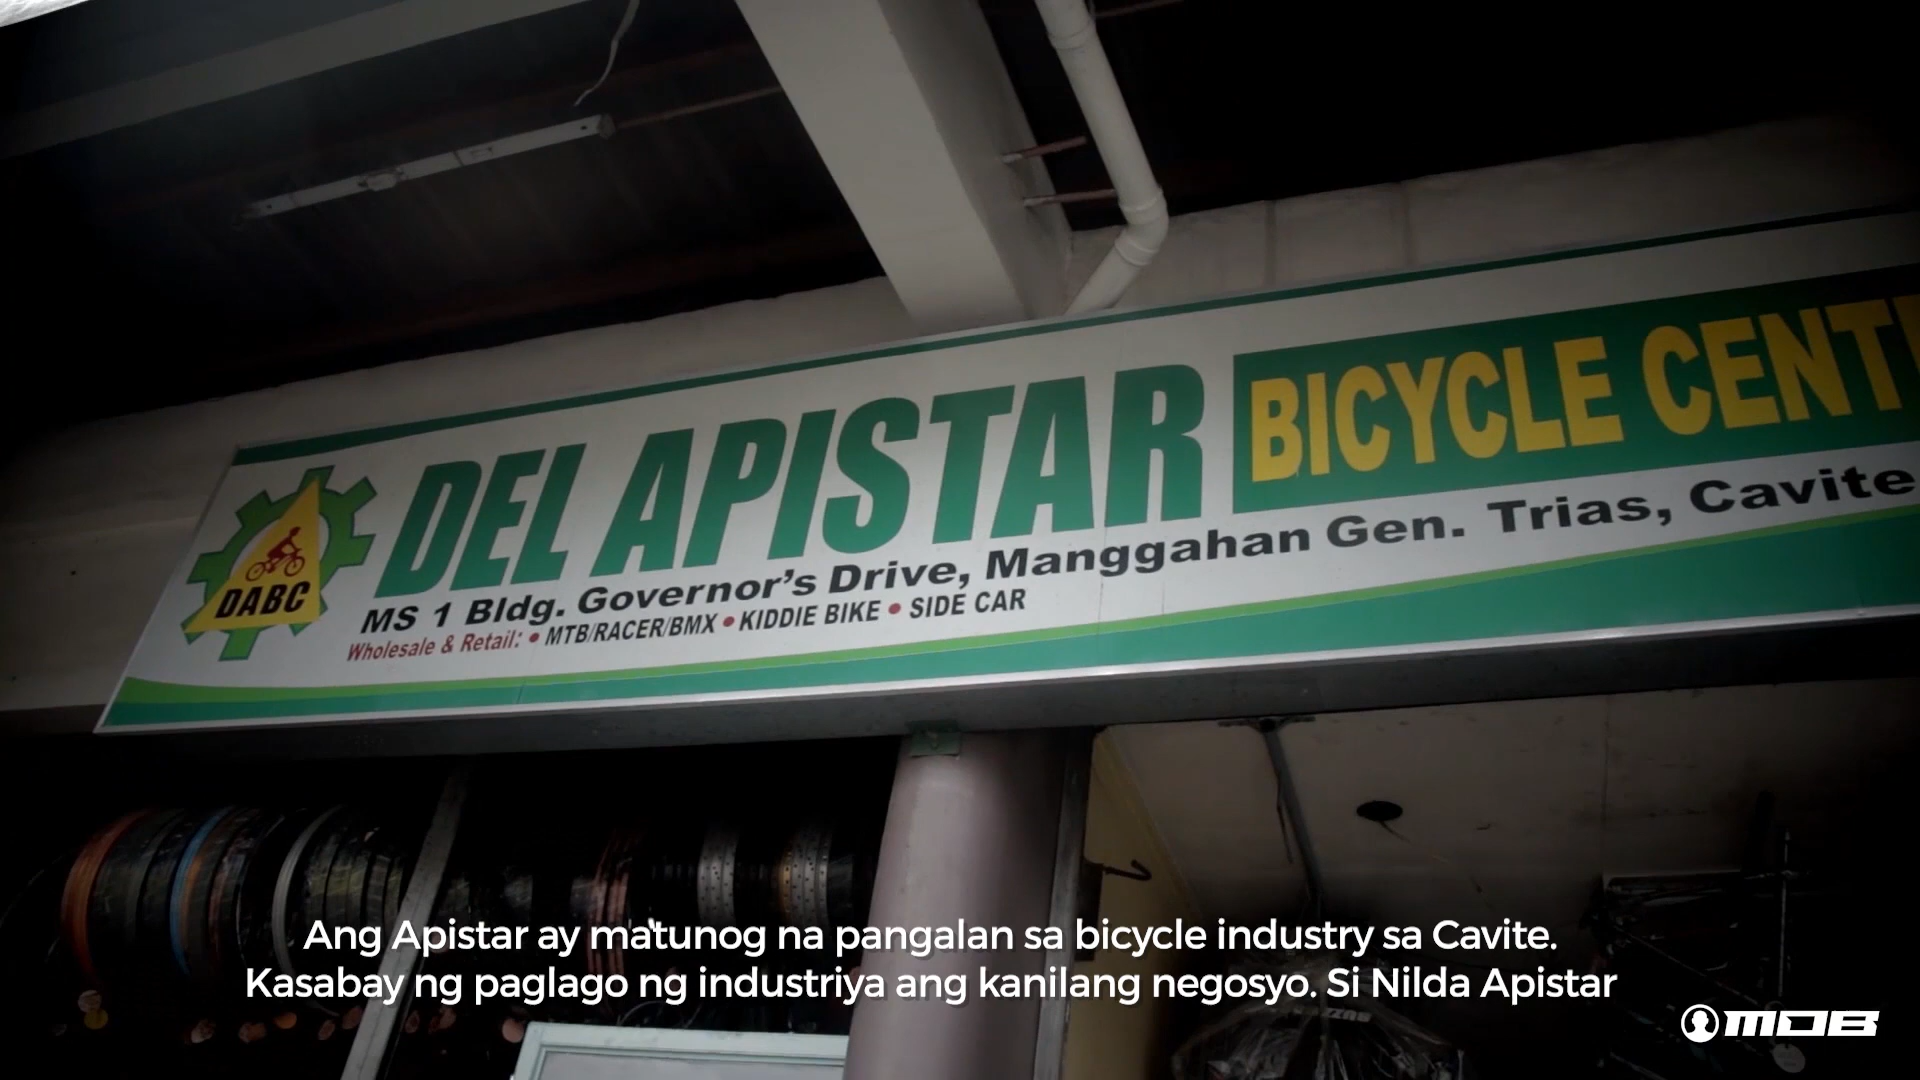 DEL APISTAR BICYCLE CENT
DABC
MS 1 Bldg. Governor's Drive, Manggahan Gen. Trias, Cavite
Wholesale & Retail: • MTB/RACER/BMX • KIDDIE BIKE • SIDE CAR
Ang Apistar ay matunog na pangalan sa bicycle industry sa Cavite.
Kasabay ng paglago ng industriya ang kanilang negosyo. Si Nilda Apistar
MOB